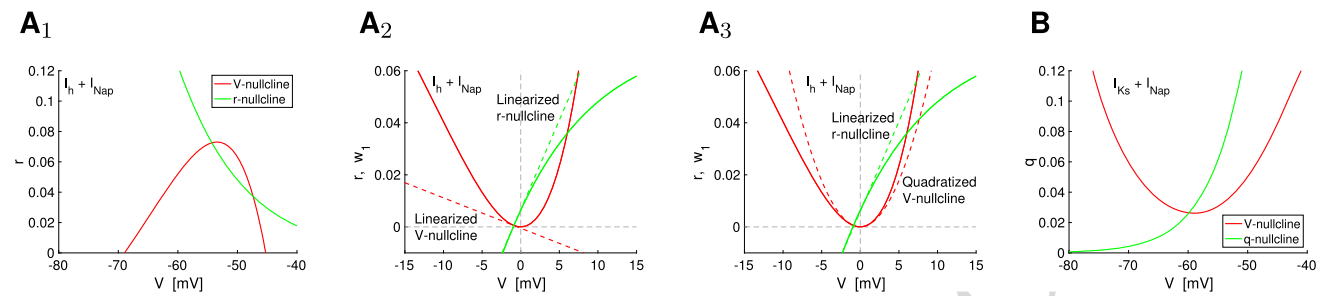 A1
A2
A3
B
0.12
0.1
0.08
0.06
0.04
0.02
0
r
-80
-70
-60
-50
-40
V [mV]
Ih + INap
V-nullcline
r-nullcline
0.06
0.04
0.02
0
r, w1
-15
-10
-5
0
5
10
15
V [mV]
Ih + INap
Linearized
r-nullcline
Linearized
V-nullcline
0.06
0.04
0.02
0
r, w1
-15
-10
-5
0
5
10
15
V [mV]
Ih + INap
Linearized
r-nullcline
Quadratized
V-nullcline
0.12
0.1
0.08
0.06
0.04
0.02
0
q
-80
-70
-60
-50
-40
V [mV]
IKs + INap
V-nullcline
q-nullcline